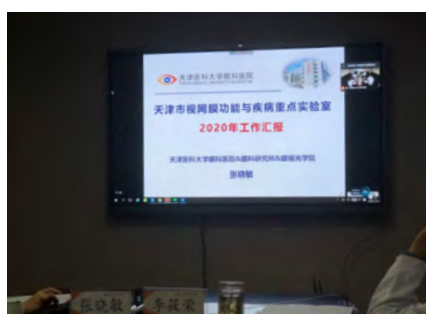 天津医科大学眼科医院
天津市视网膜功能与疾病重点实验室
2020年工作汇报
天津医科大学眼科医院&眼科研究所&眼视光学院
张晓敏
张晓敏
李筱荣